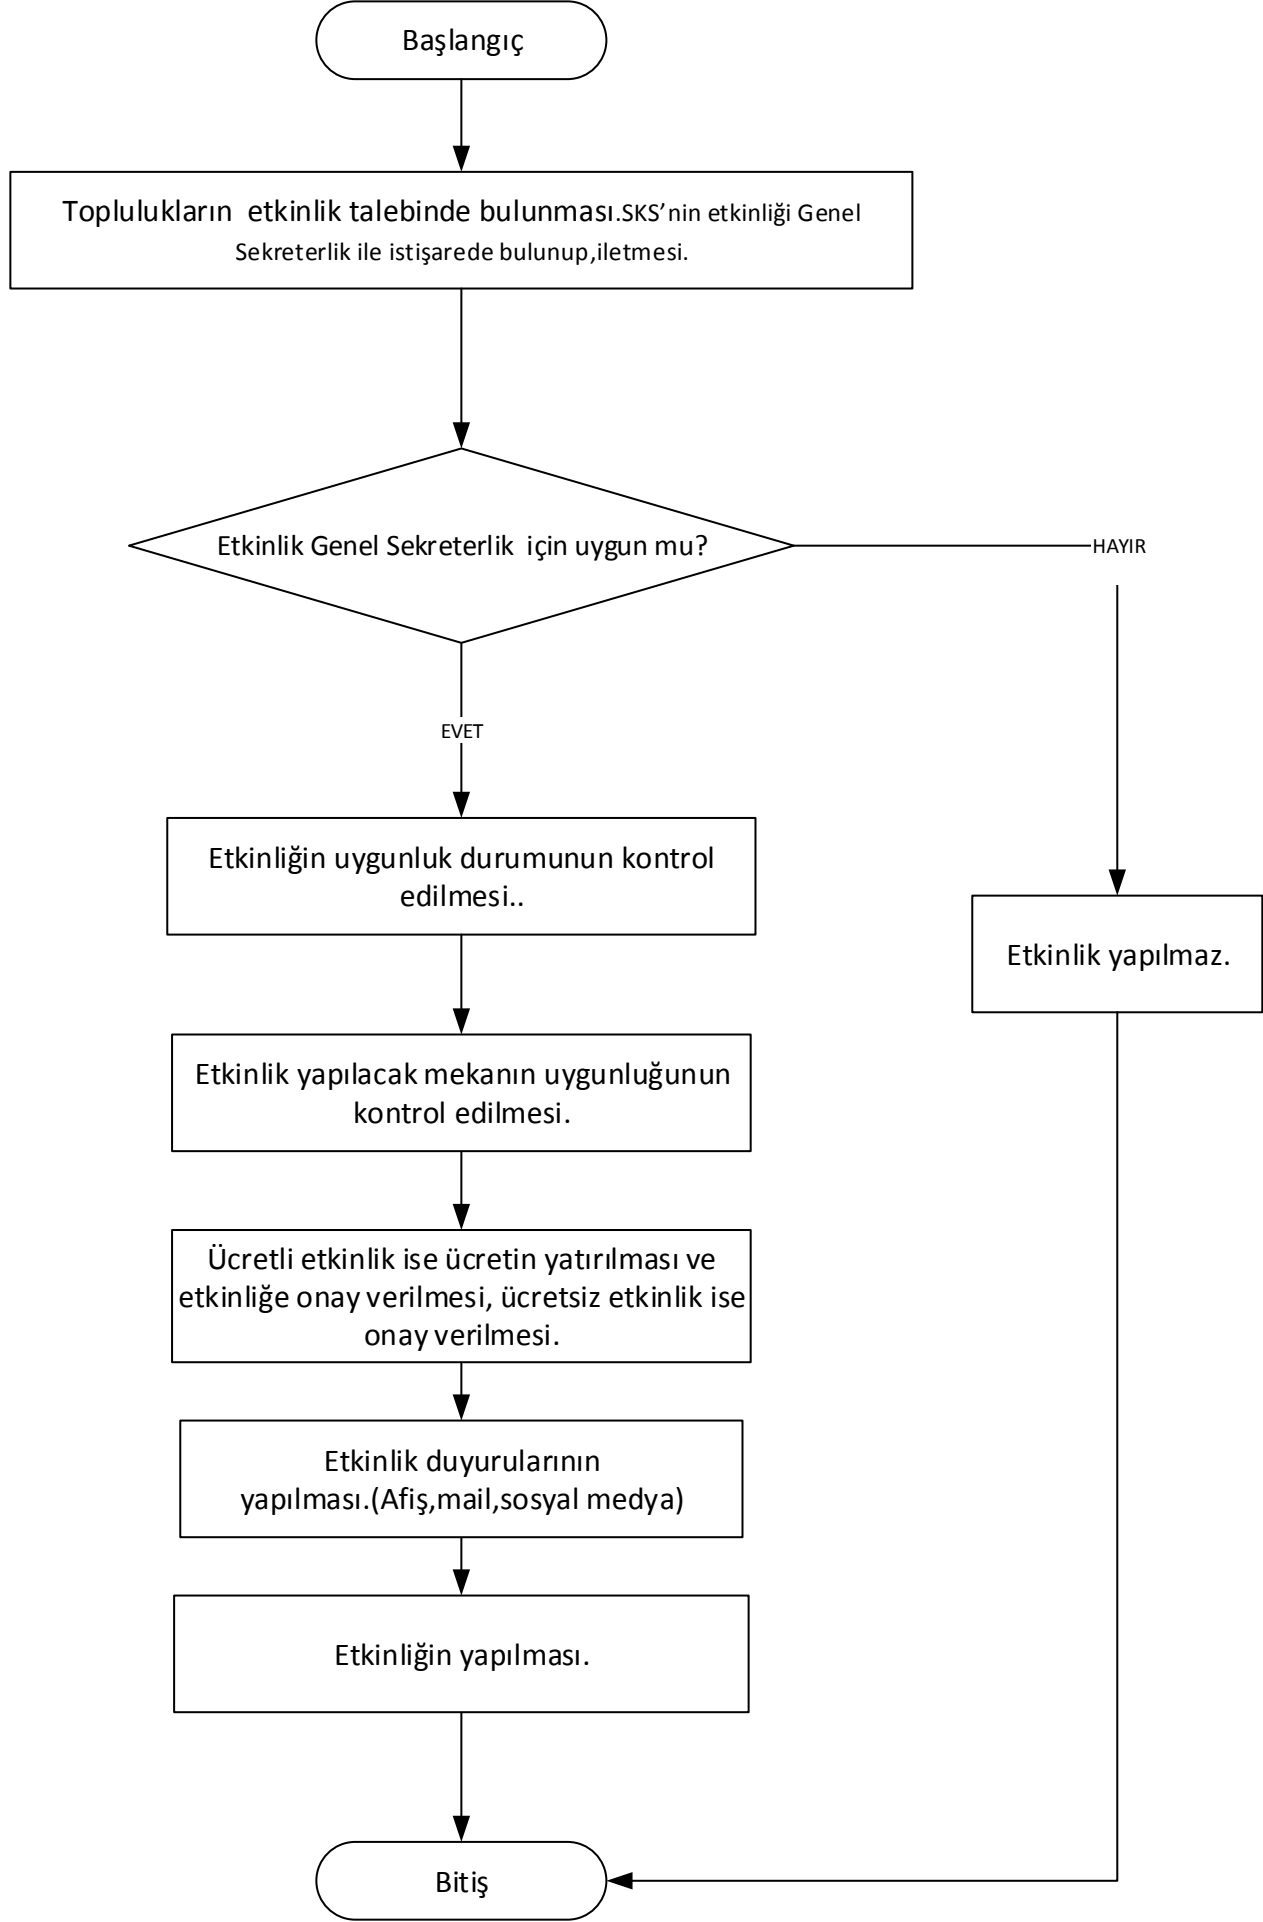 Başlangıç
Toplulukların etkinlik talebinde bulunması.SKS’nin etkinliği Genel
Sekreterlik ile istişarede bulunup,iletmesi.
Etkinlik Genel Sekreterlik için uygun mu?
HAYIR
EVET
Etkinliğin uygunluk durumunun kontrol
edilmesi..
Etkinlik yapılmaz.
Etkinlik yapılacak mekanın uygunluğunun
kontrol edilmesi.
Ücretli etkinlik ise ücretin yatırılması ve
etkinliğe onay verilmesi, ücretsiz etkinlik ise
onay verilmesi.
Etkinlik duyurularının
yapılması.(Afiş,mail,sosyal medya)
Etkinliğin yapılması.
Bitiş